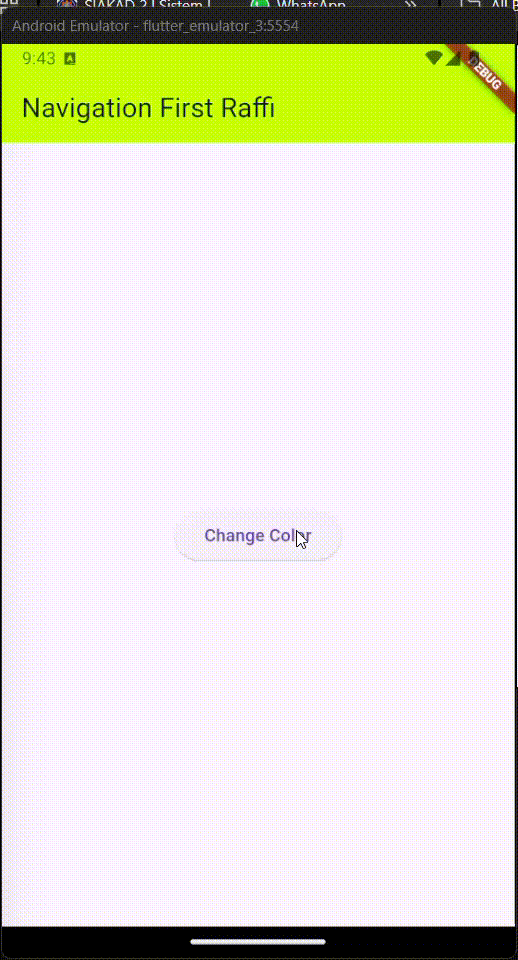 SIAKAD 2 | Sistem I
WhatsApp
»
All B
Android Emulator - flutter_emulator_3:5554
9:43
DEBUG
Navigation First Raffi
Change Color